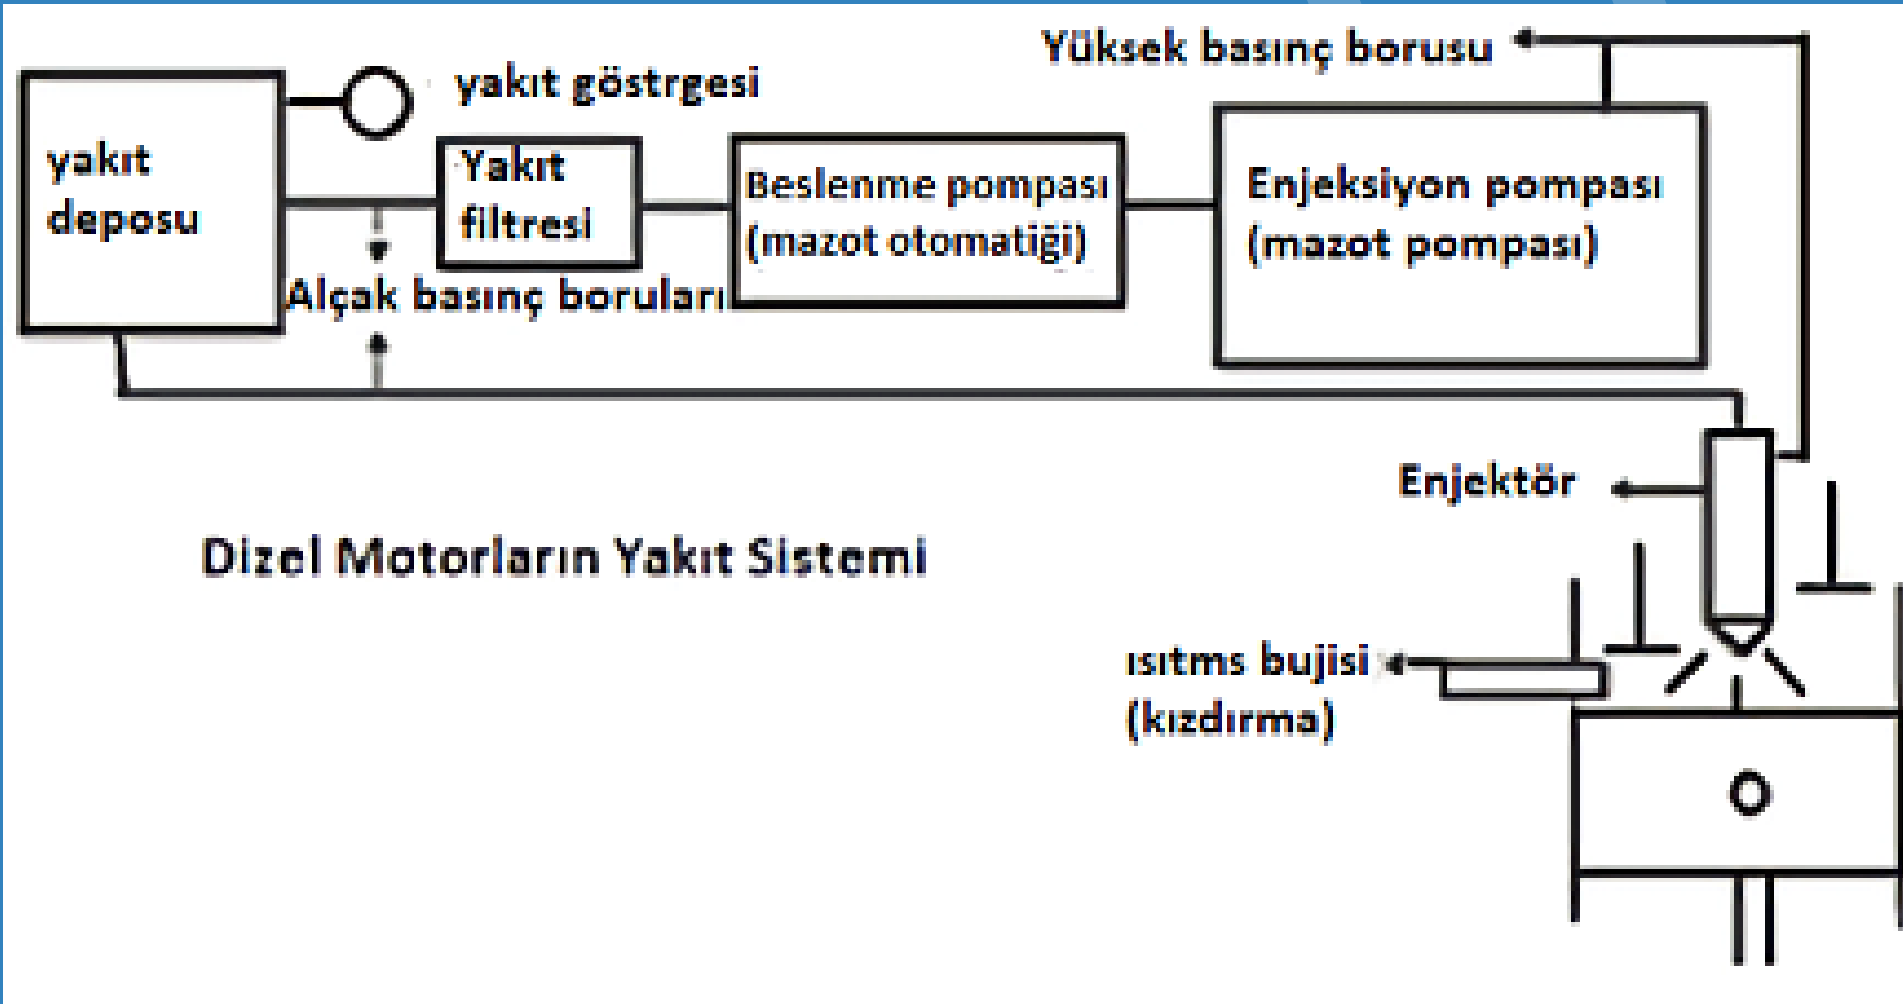 Yüksek basınç borusu
yakıt göstrgesi
yakıt
deposu
Yakıt
filtresi
Beslenme pompası
(mazot otomatiği)
Enjeksiyon pompası
(mazot pompası)
Alçak basınç boruları
Enjektör
Dizel Motorların Yakıt Sistemi
ısıtms bujisi
(kızdırma)